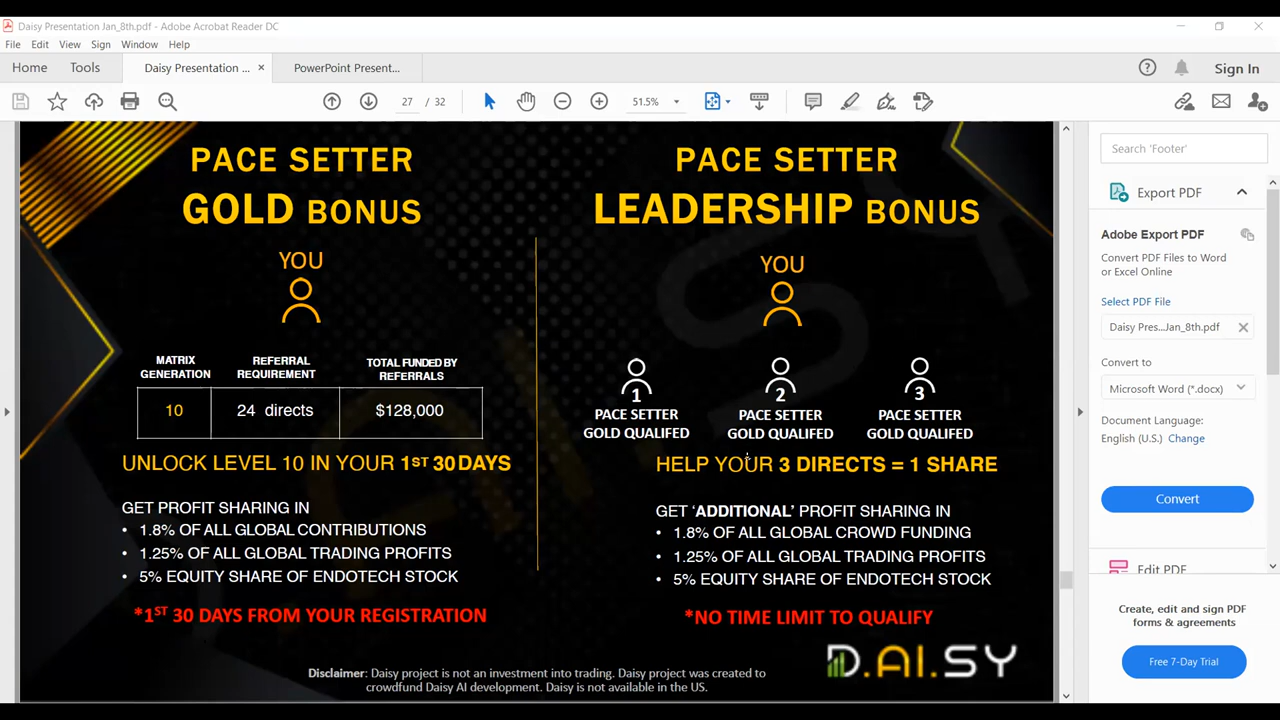 Daisy Presentation Jan_8th.pdf - Adobe Acrobat Reader DC
File Edit View Sign Window Help
Home Tools Daisy Presentation ... × PowerPoint Present...
Sign In
27 / 32
51.5%
PACE SETTER
GOLD BONUS
YOU
MATRIX GENERATION
REFERRAL REQUIREMENT
TOTAL FUNDED BY REFERRALS
10 24 directs $128,000
UNLOCK LEVEL 10 IN YOUR 1ST 30 DAYS
GET PROFIT SHARING IN
• 1.8% OF ALL GLOBAL CONTRIBUTIONS
• 1.25% OF ALL GLOBAL TRADING PROFITS
• 5% EQUITY SHARE OF ENDOTECH STOCK
*1ST 30 DAYS FROM YOUR REGISTRATION
PACE SETTER
LEADERSHIP BONUS
YOU
1 2 3
PACE SETTER PACE SETTER PACE SETTER
GOLD QUALIFED GOLD QUALIFED GOLD QUALIFED
HELP YOUR 3 DIRECTS = 1 SHARE
GET ‘ADDITIONAL’ PROFIT SHARING IN
• 1.8% OF ALL GLOBAL CROWD FUNDING
• 1.25% OF ALL GLOBAL TRADING PROFITS
• 5% EQUITY SHARE OF ENDOTECH STOCK
*NO TIME LIMIT TO QUALIFY
D.AI.SY
Disclaimer: Daisy project is not an investment into trading. Daisy project was created to
crowdfund Daisy AI development. Daisy is not available in the US.
Search 'Footer'
Export PDF
Adobe Export PDF
Convert PDF Files to Word
or Excel Online
Select PDF File
Daisy Pres...Jan_8th.pdf
Convert to
Microsoft Word (*.docx)
Document Language:
English (U.S.) Change
Convert
Edit PDF
Create, edit and sign PDF
forms & agreements
Free 7-Day Trial